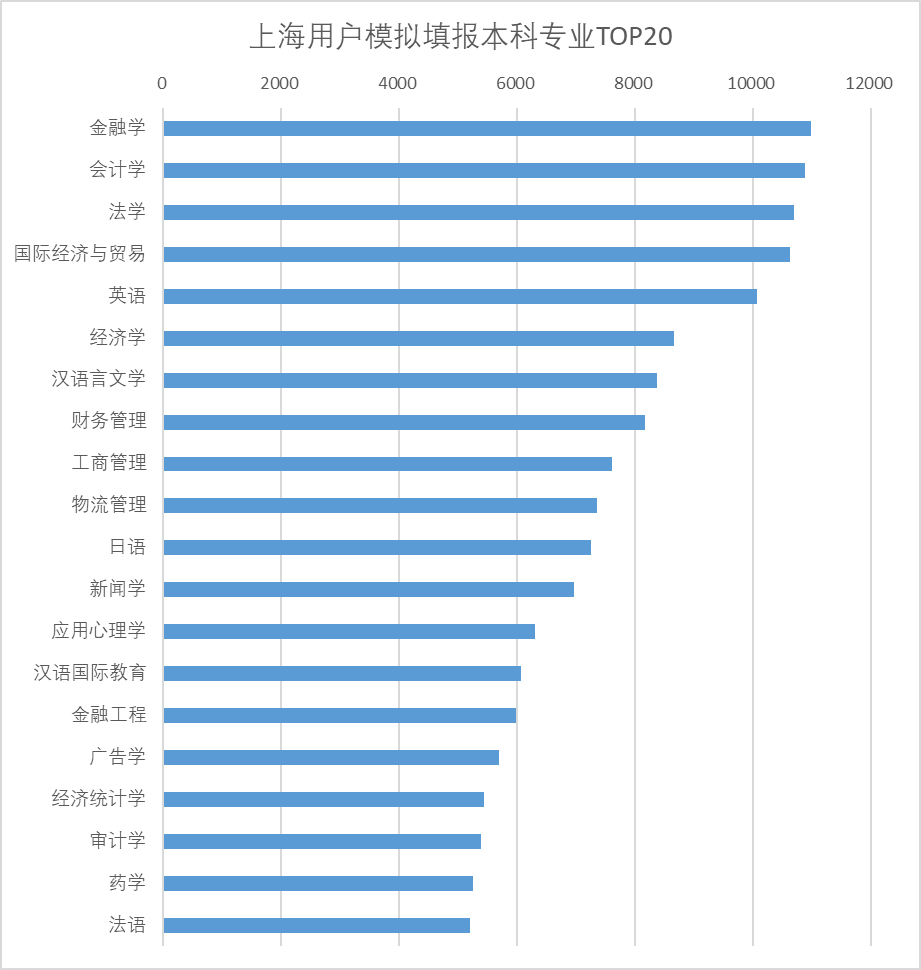 上海用户模拟填报本科专业TOP20
0 2000 4000 6000 8000 10000 12000
金融学
会计学
法学
国际经济与贸易
英语
经济学
汉语言文学
财务管理
工商管理
物流管理
日语
新闻学
应用心理学
汉语国际教育
金融工程
广告学
经济统计学
审计学
药学
法语